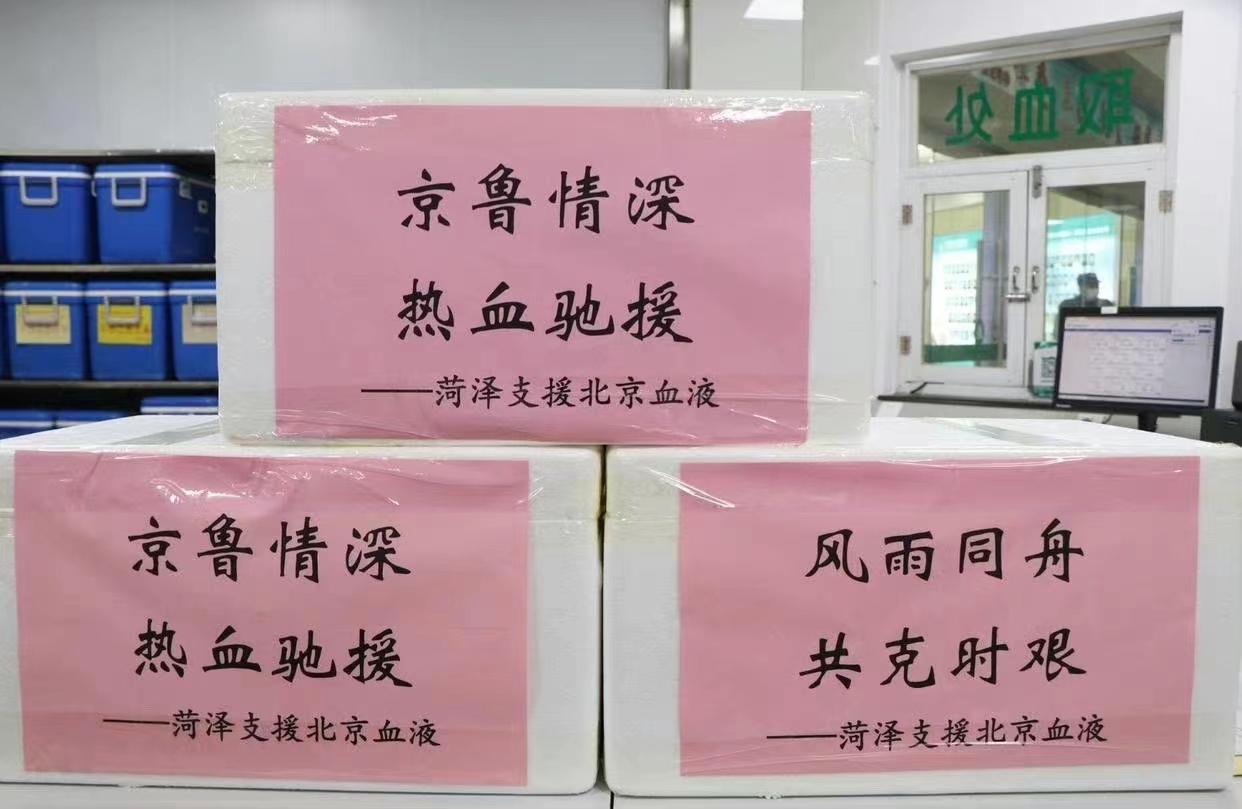 取血处
京鲁情深
热血驰援
——菏泽支援北京血液
京鲁情深
热血驰援
——菏泽支援北京血液
风雨同舟
共克时艰
——菏泽支援北京血液